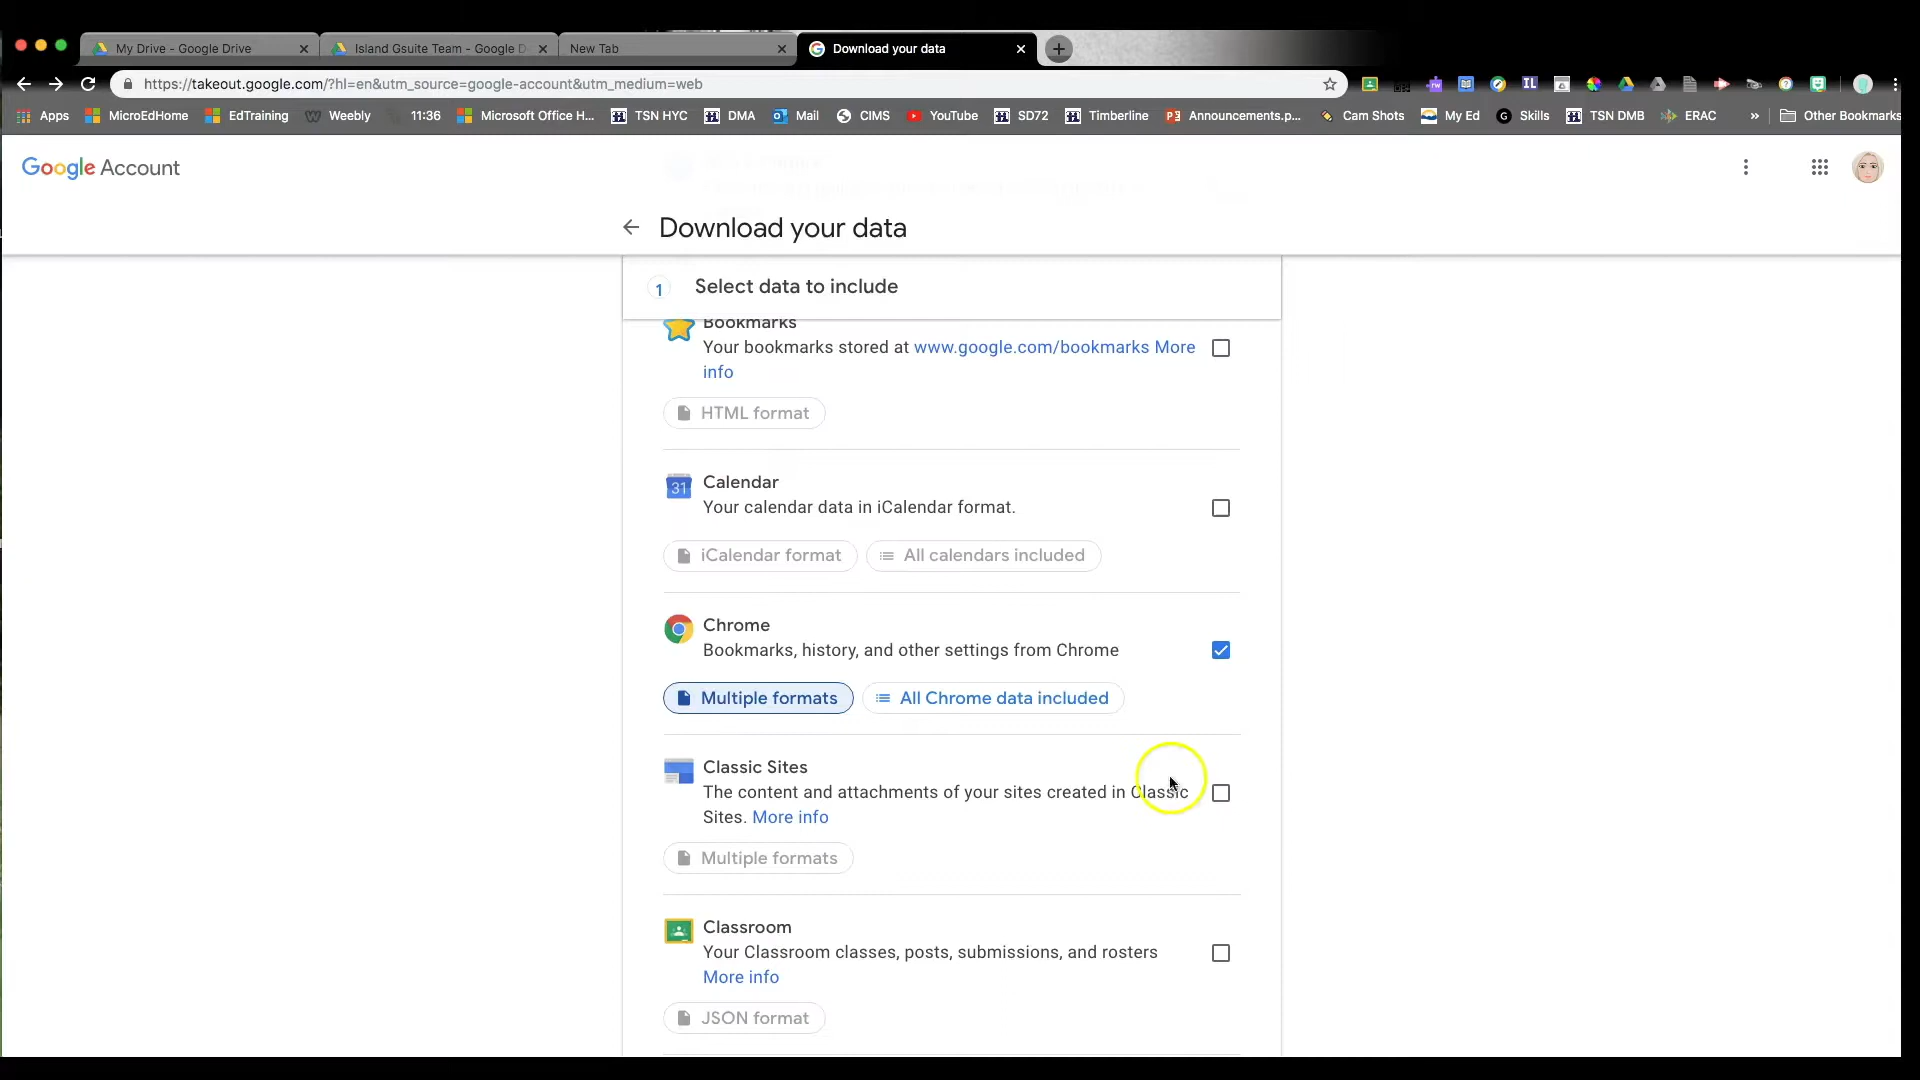 My Drive - Google Drive
Island Gsuite Team - Google D
New Tab
Download your data
https://takeout.google.com/?hl=en&utm_source=google-account&utm_medium=web
Apps MicroEdHome EdTraining Weebly 11:36 Microsoft Office H... TSN HYC DMA Mail CIMS YouTube SD72 Timberline Announcements.p... Cam Shots My Ed Skills TSN DMB ERAC » Other Bookmarks
Google Account
Download your data
1 Select data to include
Bookmarks
Your bookmarks stored at www.google.com/bookmarks More
info
HTML format
31 Calendar
Your calendar data in iCalendar format.
iCalendar format All calendars included
Chrome
Bookmarks, history, and other settings from Chrome
Multiple formats All Chrome data included
Classic Sites
The content and attachments of your sites created in Classic
Sites. More info
Multiple formats
Classroom
Your Classroom classes, posts, submissions, and rosters
More info
JSON format